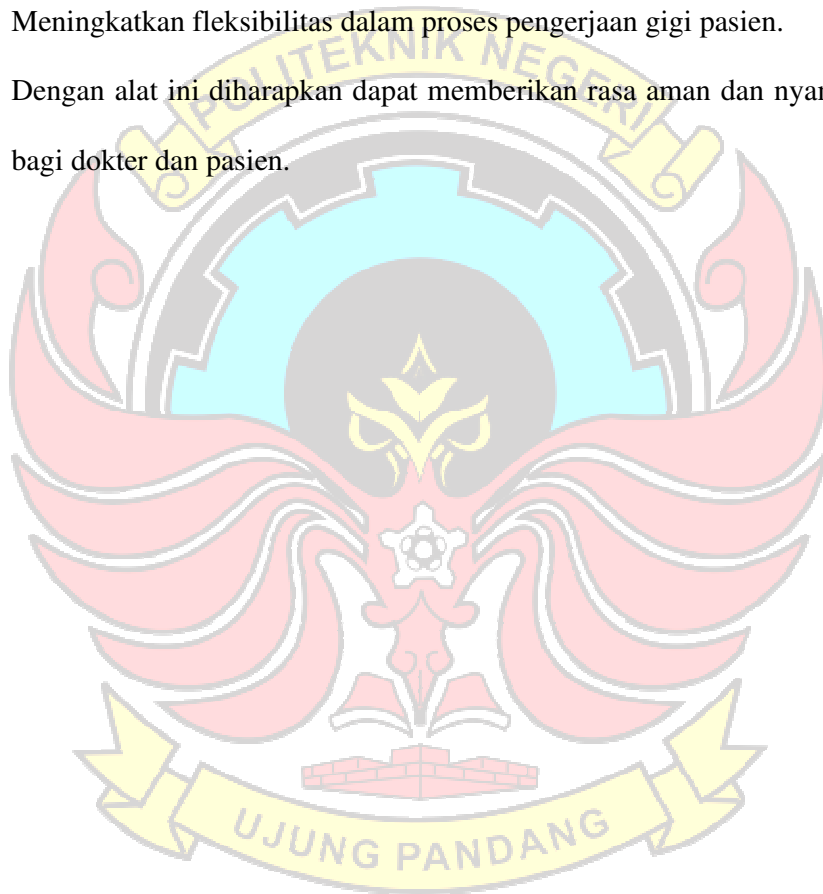 Meningkatkan fleksibilitas dalam proses pengerjaan gigi pasien.
POLITEKNIK NEGERI
Dengan alat ini diharapkan dapat memberikan rasa aman dan nyam
bagi dokter dan pasien.
UJUNG PANDANG